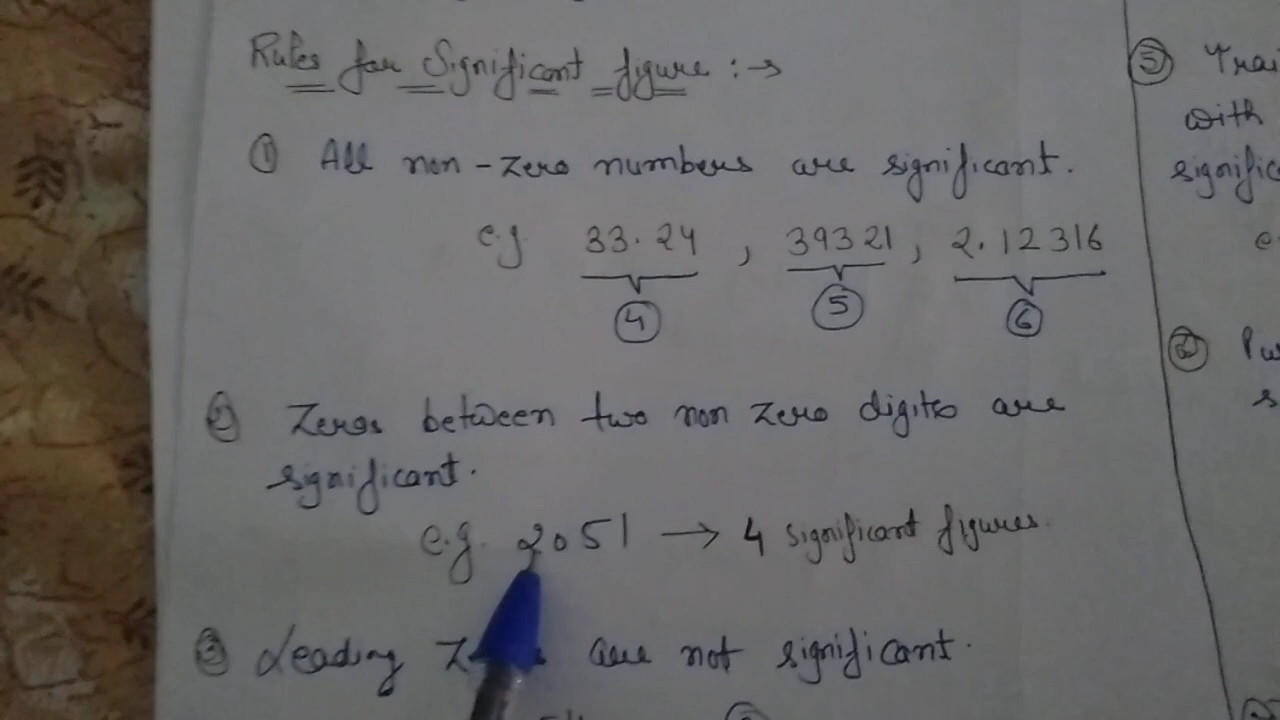 Rules for Significant figure :→
① All non-zero numbers are significant.
e.g 33.24 , 39321 , 2.12316
④ ⑤ ⑥
② Zeros between two non zero digits are
significant.
e.g. 2051 → 4 significant figures.
③ Leading are not significant.
⑤
with